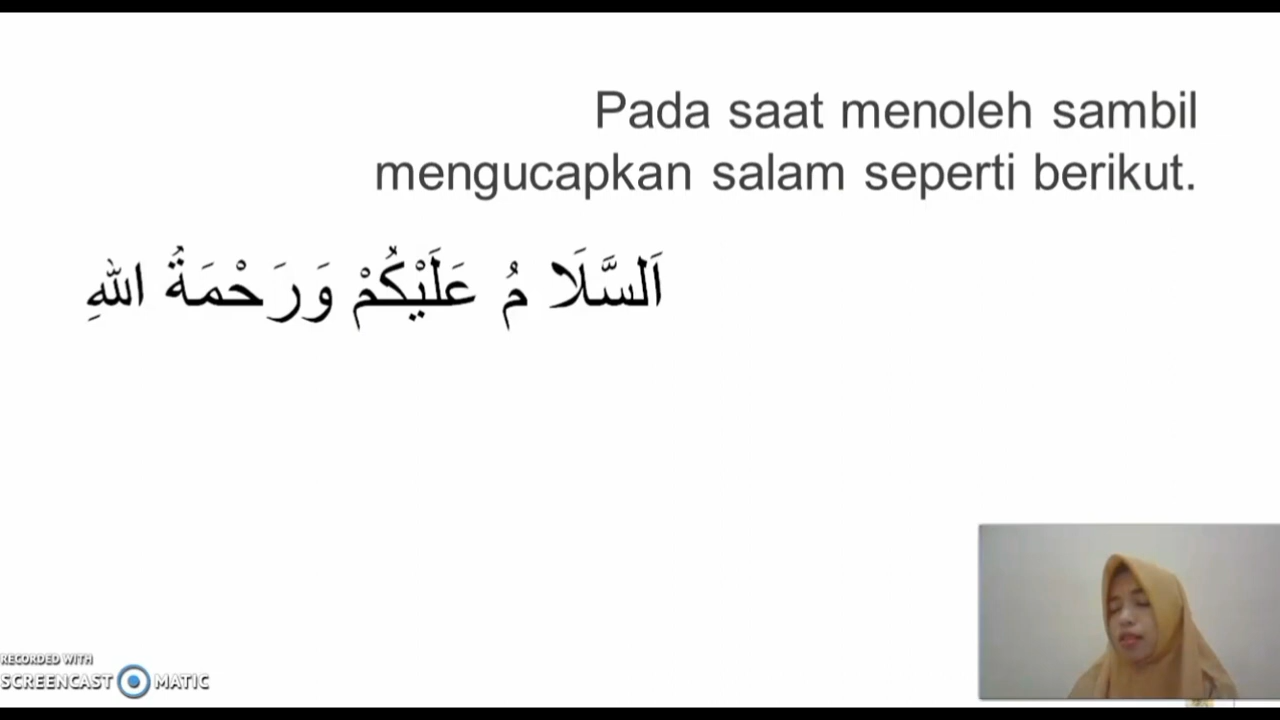 Pada saat menoleh sambil
mengucapkan salam seperti berikut.
اَلسَّلَا مُ عَلَيْكُمْ وَرَحْمَةُ اللهِ
RECORDED WITH
SCREENCAST MATIC